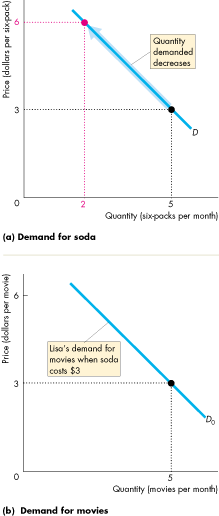 Price (dollars per six-pack)
6
Quantity
demanded
decreases
3
D
0
2
5
Quantity (six-packs per month)
(a) Demand for soda
Price (dollars per movie)
6
Lisa's demand for
movies when soda
costs $3
3
D0
0
5
Quantity (movies per month)
(b) Demand for movies